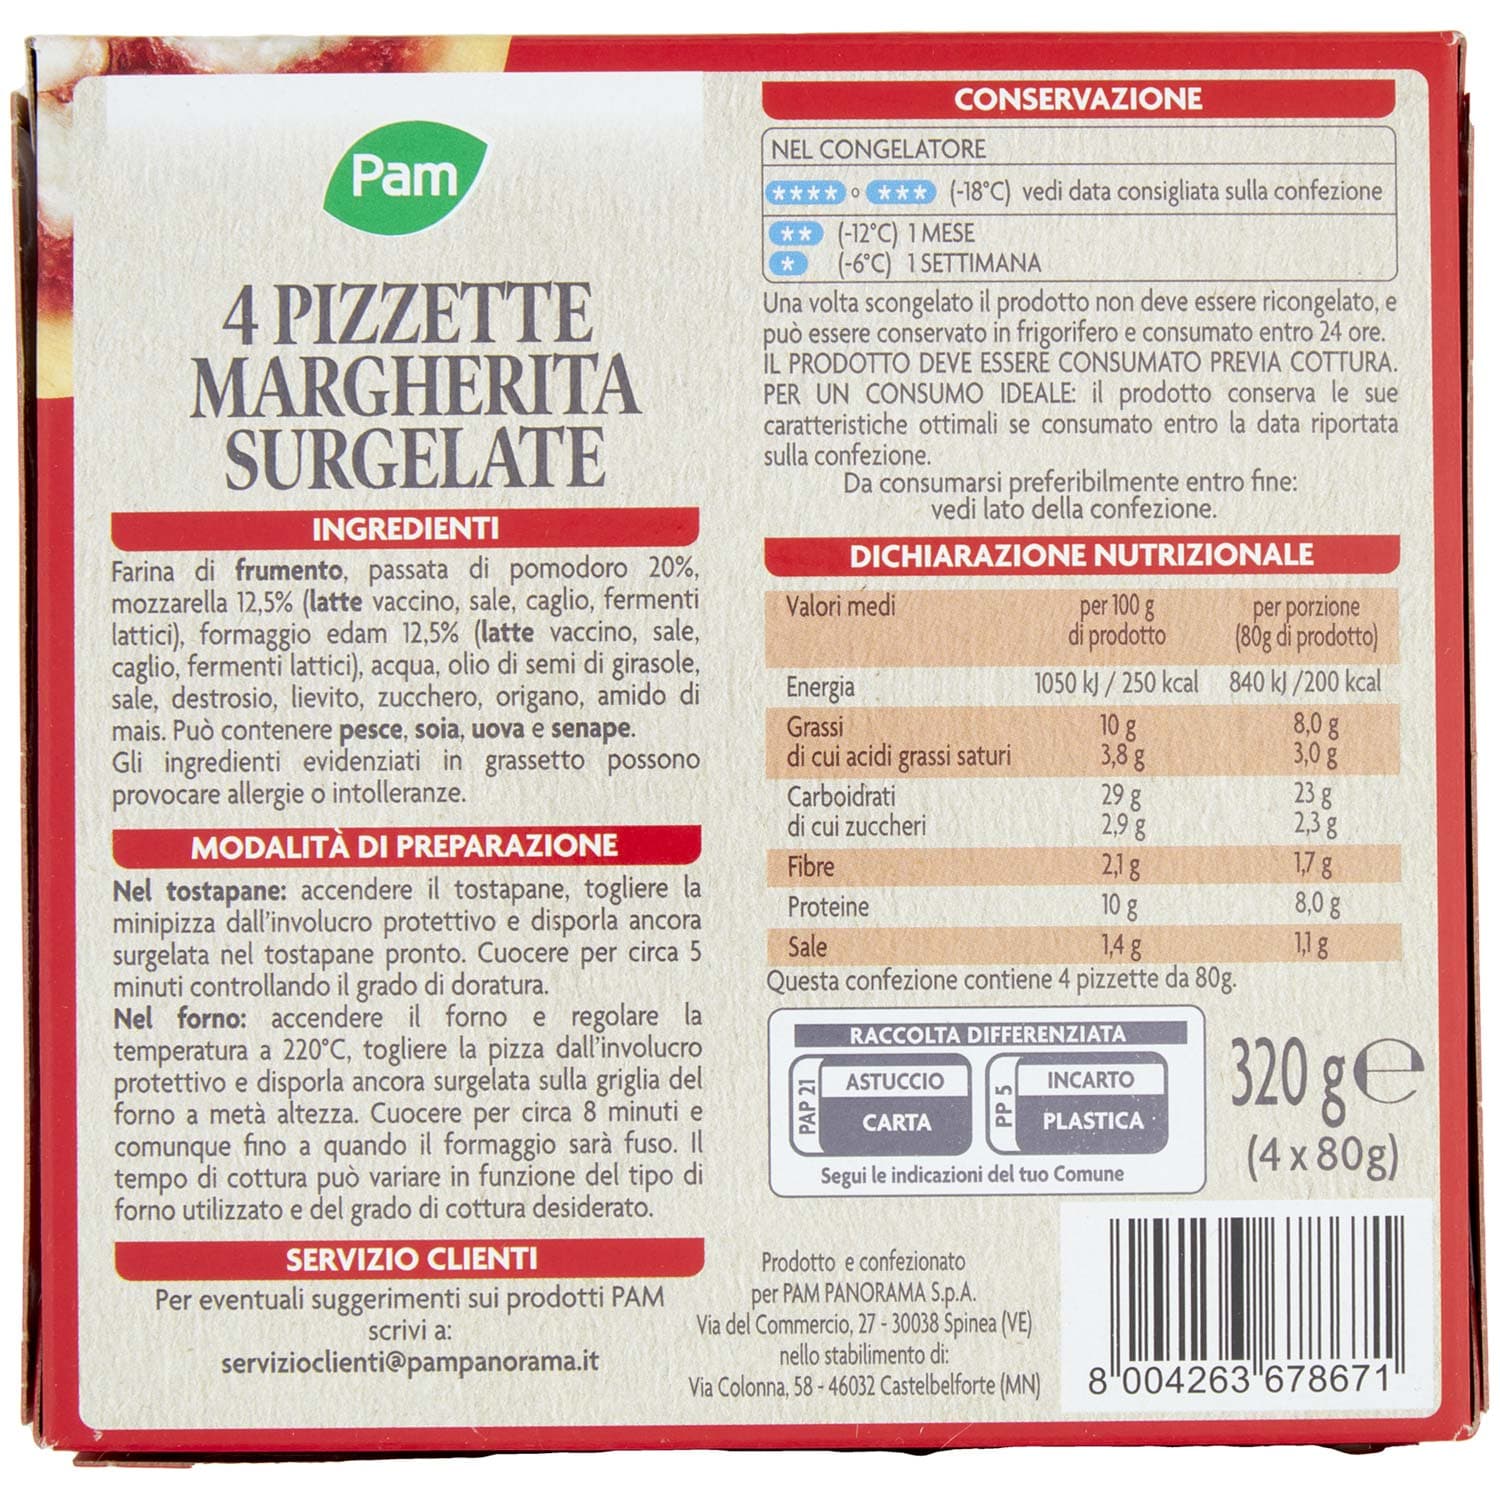 Pam
4 PIZZETTE
MARGHERITA
SURGELATE
INGREDIENTI
Farina di frumento, passata di pomodoro 20%,
mozzarella 12,5% (latte vaccino, sale, caglio, fermenti
lattici), formaggio edam 12,5% (latte vaccino, sale,
caglio, fermenti lattici), acqua, olio di semi di girasole,
sale, destrosio, lievito, zucchero, origano, amido di
mais. Può contenere pesce, soia, uova e senape.
Gli ingredienti evidenziati in grassetto possono
provocare allergie o intolleranze.
MODALITÀ DI PREPARAZIONE
Nel tostapane: accendere il tostapane, togliere la
minipizza dall'involucro protettivo e disporla ancora
surgelata nel tostapane pronto. Cuocere per circa 5
minuti controllando il grado di doratura.
Nel forno: accendere il forno e regolare la
temperatura a 220°C, togliere la pizza dall'involucro
protettivo e disporla ancora surgelata sulla griglia del
forno a metà altezza. Cuocere per circa 8 minuti e
comunque fino a quando il formaggio sarà fuso. Il
tempo di cottura può variare in funzione del tipo di
forno utilizzato e del grado di cottura desiderato.
SERVIZIO CLIENTI
Per eventuali suggerimenti sui prodotti PAM
scrivi a:
servizioclienti@pampanorama.it
CONSERVAZIONE
NEL CONGELATORE
**** o *** (-18°C) vedi data consigliata sulla confezione
** (-12°C) 1 MESE
* (-6°C) 1 SETTIMANA
Una volta scongelato il prodotto non deve essere ricongelato, e
può essere conservato in frigorifero e consumato entro 24 ore.
IL PRODOTTO DEVE ESSERE CONSUMATO PREVIA COTTURA.
PER UN CONSUMO IDEALE: il prodotto conserva le sue
caratteristiche ottimali se consumato entro la data riportata
sulla confezione.
Da consumarsi preferibilmente entro fine:
vedi lato della confezione.
DICHIARAZIONE NUTRIZIONALE
Valori medi per 100 g per porzione
di prodotto (80g di prodotto)
Energia 1050 kJ / 250 kcal 840 kJ /200 kcal
Grassi 10 g 8,0 g
di cui acidi grassi saturi 3,8 g 3,0 g
Carboidrati 29 g 23 g
di cui zuccheri 2,9 g 2,3 g
Fibre 2,1 g 1,7 g
Proteine 10 g 8,0 g
Sale 1,4 g 1,1 g
Questa confezione contiene 4 pizzette da 80g.
RACCOLTA DIFFERENZIATA
PAP 21 ASTUCCIO CARTA
PP 5 INCARTO PLASTICA
Segui le indicazioni del tuo Comune
320 g e
(4 x 80g)
Prodotto e confezionato
per PAM PANORAMA S.p.A.
Via del Commercio, 27 - 30038 Spinea (VE)
nello stabilimento di:
Via Colonna, 58 - 46032 Castelbelforte (MN)
8 004263 678671